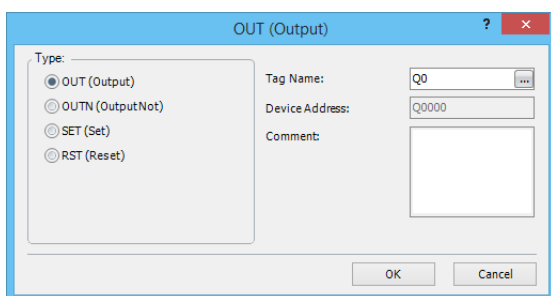 OUT (Output)
?
Type:
OUT (Output)
OUTN (OutputNot)
SET (Set)
RST (Reset)
Tag Name:
Q0
...
Device Address:
Q0000
Comment:
OK
Cancel